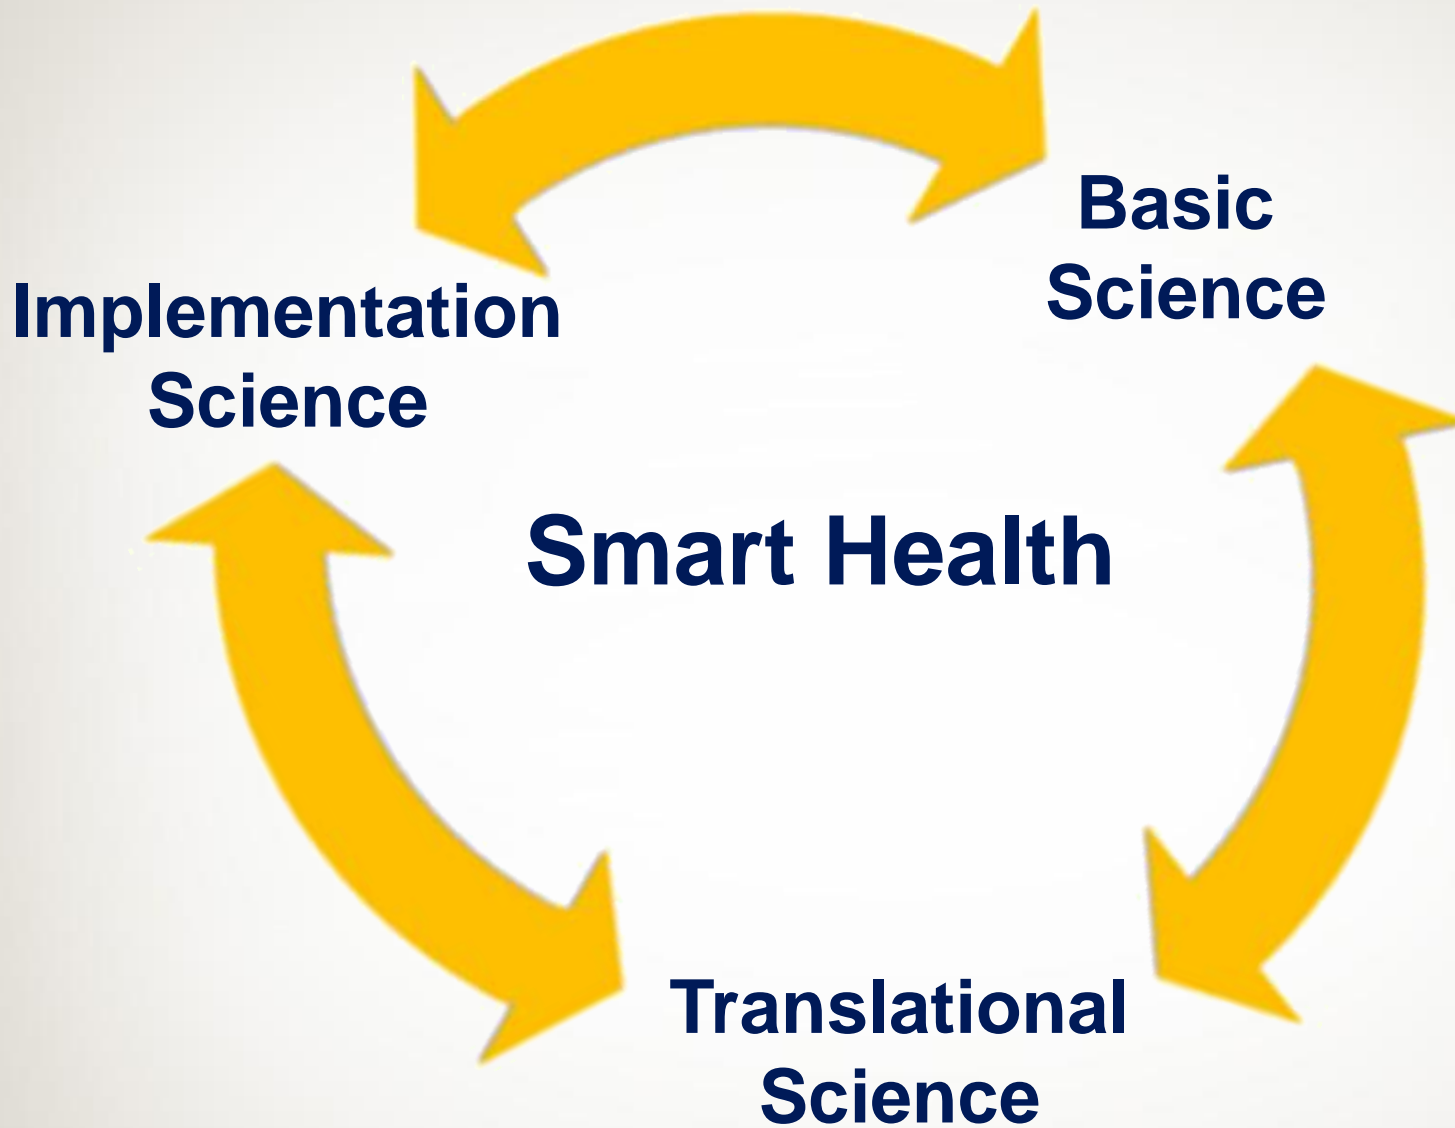 Basic
Science
Implementation
Science
Smart Health
Translational
Science